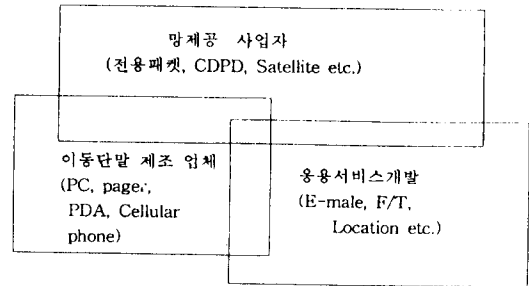 망제공 사업자
(전용패켓, CDPD, Satellite etc.)
이동단말 제조 업체
(PC, pager,
PDA, Cellular
phone)
응용서비스개발
(E-male, F/T,
Location etc.)